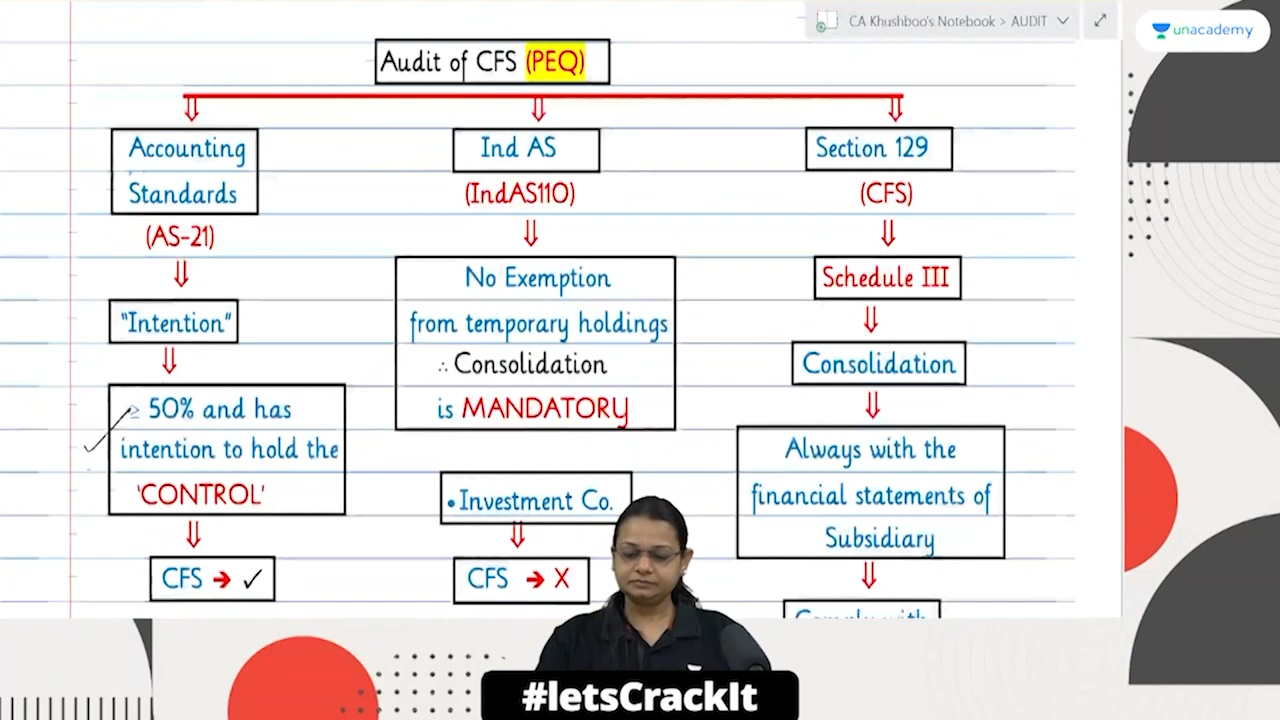 CA Khushboo's Notebook > AUDIT
unacademy
Audit of CFS (PEQ)
Accounting
Standards
(AS-21)
"Intention"
≥ 50% and has
intention to hold the
'CONTROL'
CFS → ✓
Ind AS
(IndAS110)
No Exemption
from temporary holdings
∴ Consolidation
is MANDATORY
• Investment Co.
CFS → X
Section 129
(CFS)
Schedule III
Consolidation
Always with the
financial statements of
Subsidiary
Comply with
#letsCrackIt